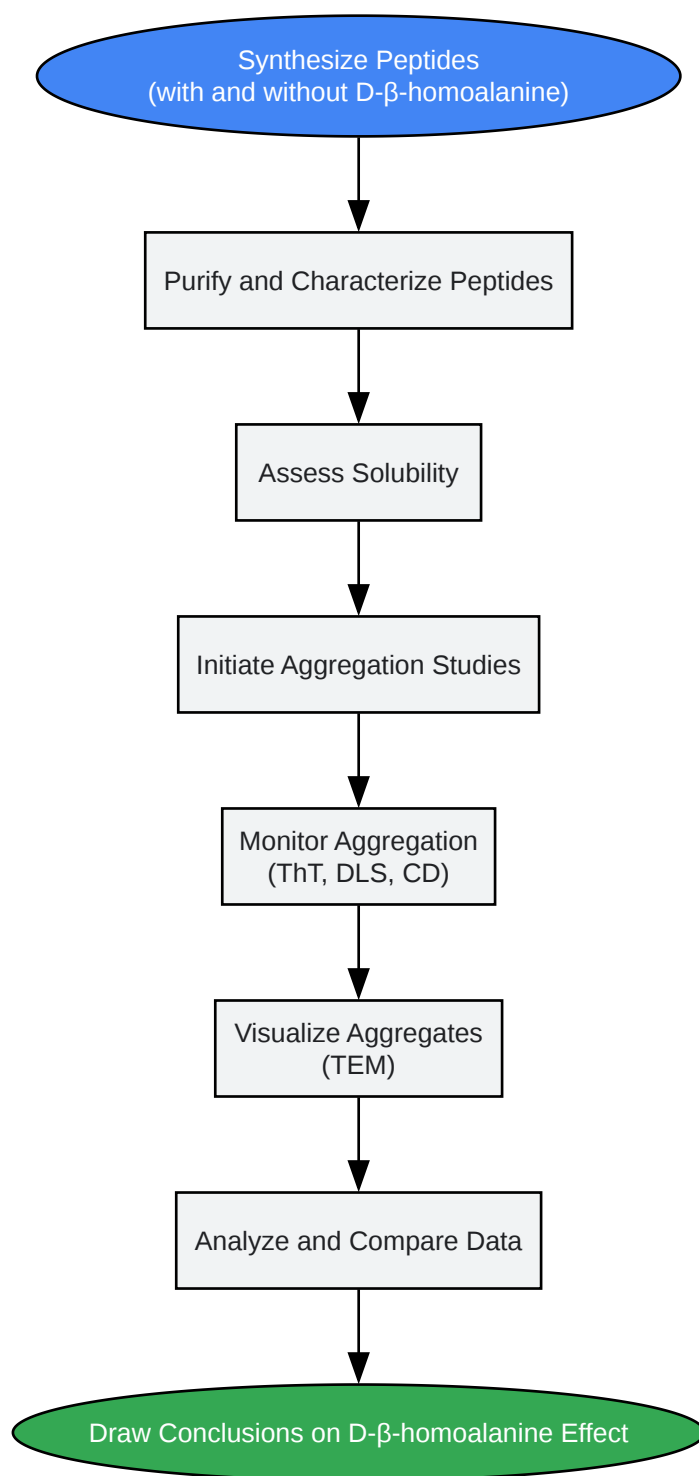 Synthesize Peptides
(with and without D-β-homoalanine)
Purify and Characterize Peptides
Assess Solubility
Initiate Aggregation Studies
Monitor Aggregation
(ThT, DLS, CD)
Visualize Aggregates
(TEM)
Analyze and Compare Data
Draw Conclusions on D-β-homoalanine Effect